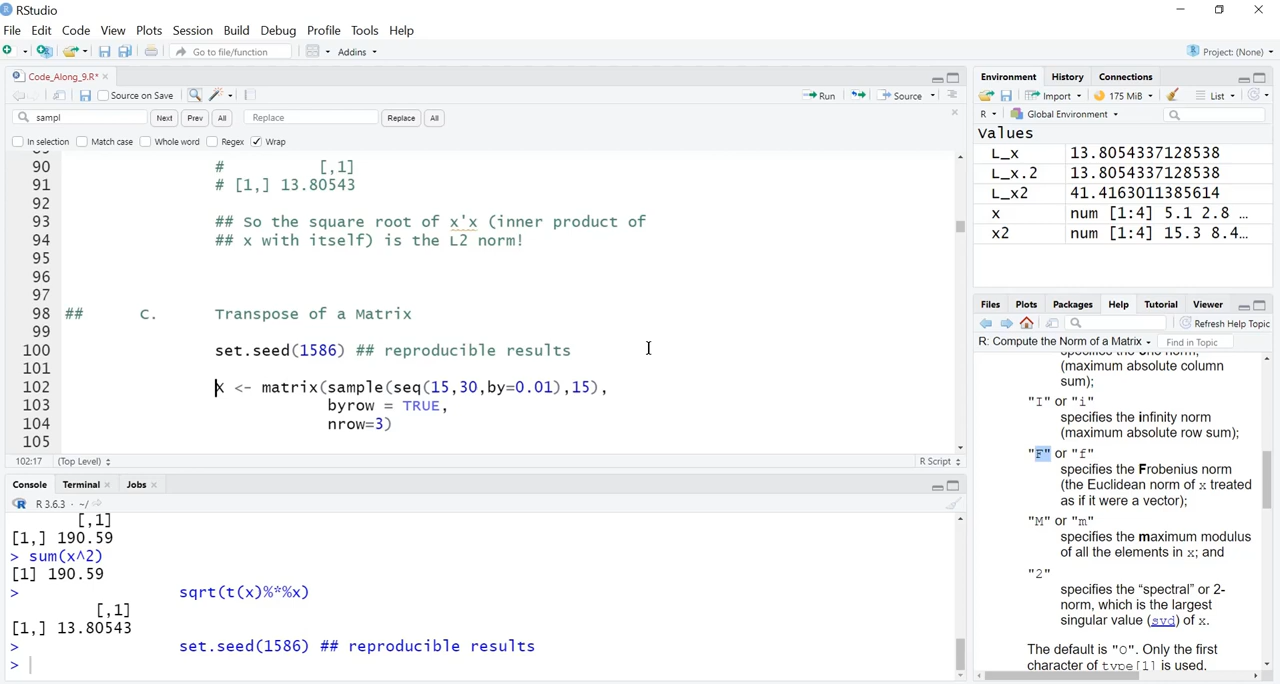 RStudio
File Edit Code View Plots Session Build Debug Profile Tools Help
Go to file/function Addins Project: (None)
Code_Along_9.R*
Source on Save Run Source
sampl Next Prev All Replace Replace All
In selection Match case Whole word Regex Wrap
90 # [,1]
91 # [1,] 13.80543
92
93 ## So the square root of x'x (inner product of
94 ## x with itself) is the L2 norm!
95
96
97
98 ## C. Transpose of a Matrix
99
100 set.seed(1586) ## reproducible results
101
102 X <- matrix(sample(seq(15,30,by=0.01),15),
103 byrow = TRUE,
104 nrow=3)
105
102:17 (Top Level) R Script
Console Terminal Jobs
R 3.6.3 · ~/
[,1]
[1,] 190.59
> sum(x^2)
[1] 190.59
> sqrt(t(x)%*%x)
[,1]
[1,] 13.80543
> set.seed(1586) ## reproducible results
>
Environment History Connections
Import 175 MiB List
R Global Environment
Values
L_x 13.8054337128538
L_x.2 13.8054337128538
L_x2 41.4163011385614
x num [1:4] 5.1 2.8 ...
x2 num [1:4] 15.3 8.4…
Files Plots Packages Help Tutorial Viewer
Refresh Help Topic
R: Compute the Norm of a Matrix Find in Topic
specifies the one norm,
(maximum absolute column
sum);
"I" or "i"
specifies the infinity norm
(maximum absolute row sum);
"F" or "f"
specifies the Frobenius norm
(the Euclidean norm of x treated
as if it were a vector);
"M" or "m"
specifies the maximum modulus
of all the elements in x; and
"2"
specifies the “spectral” or 2-
norm, which is the largest
singular value (svd) of x.
The default is "O". Only the first
character of type[1] is used.